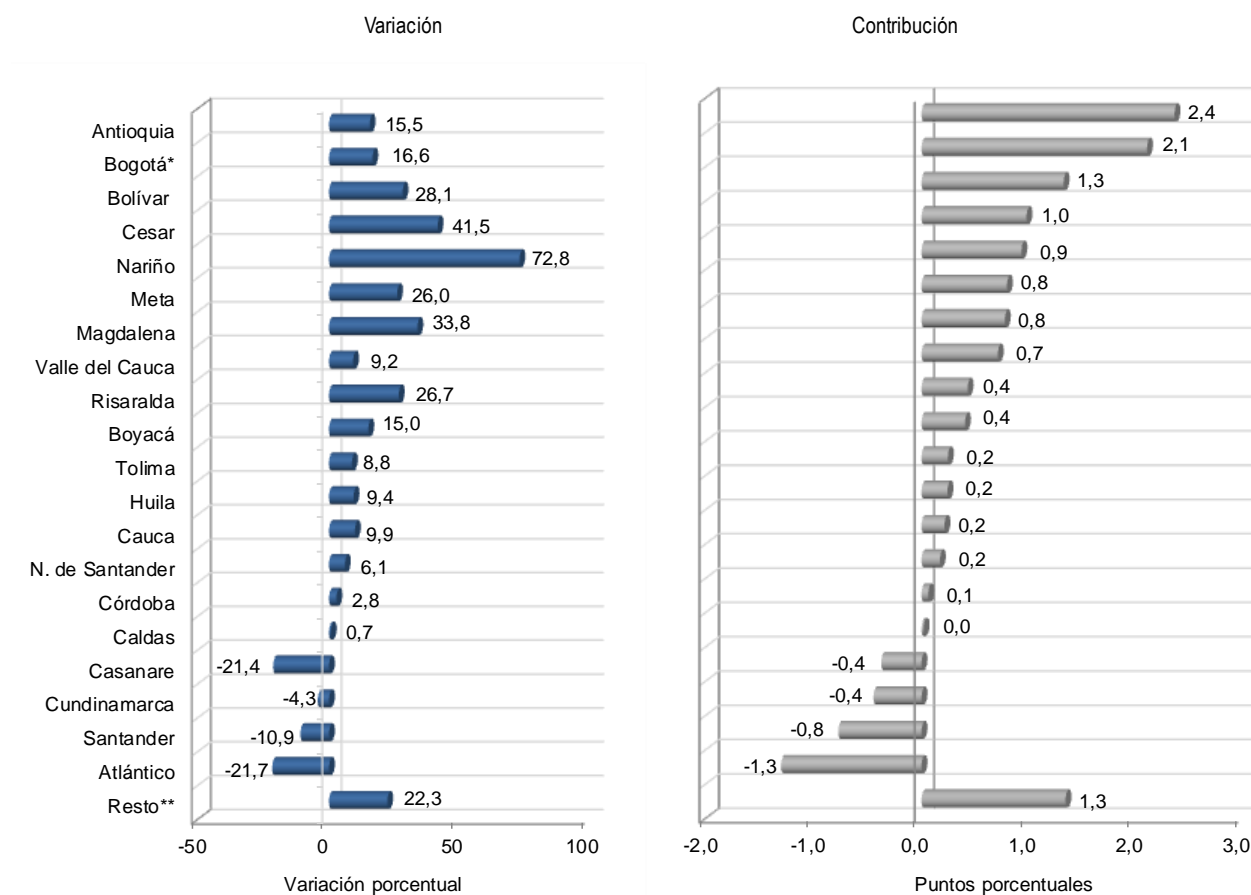 Variación
Contribución
Antioquia 15,5 2,4
Bogotá* 16,6 2,1
Bolívar 28,1 1,3
Cesar 41,5 1,0
Nariño 72,8 0,9
Meta 26,0 0,8
Magdalena 33,8 0,8
Valle del Cauca 9,2 0,7
Risaralda 26,7 0,4
Boyacá 15,0 0,4
Tolima 8,8 0,2
Huila 9,4 0,2
Cauca 9,9 0,2
N. de Santander 6,1 0,2
Córdoba 2,8 0,1
Caldas 0,7 0,0
Casanare -21,4 -0,4
Cundinamarca -4,3 -0,4
Santander -10,9 -0,8
Atlántico -21,7 -1,3
Resto** 22,3 1,3
-50 0 50 100
-2,0 -1,0 0,0 1,0 2,0 3,0
Variación porcentual
Puntos porcentuales